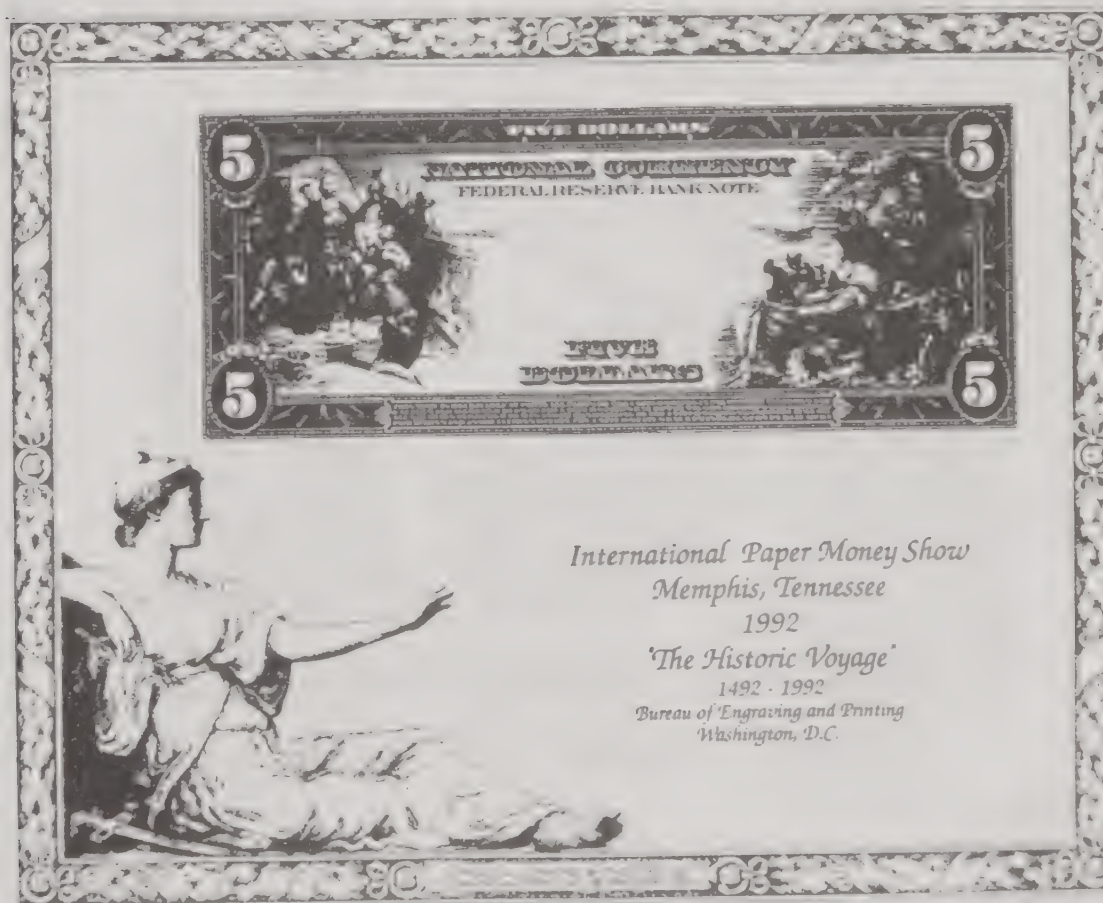 FIVE DOLLARS
5 5
NATIONAL CURRENCY
FEDERAL RESERVE BANK NOTE
FIVE
DOLLARS
5 5
International Paper Money Show
Memphis, Tennessee
1992
"The Historic Voyage"
1492 - 1992
Bureau of Engraving and Printing
Washington, D.C.